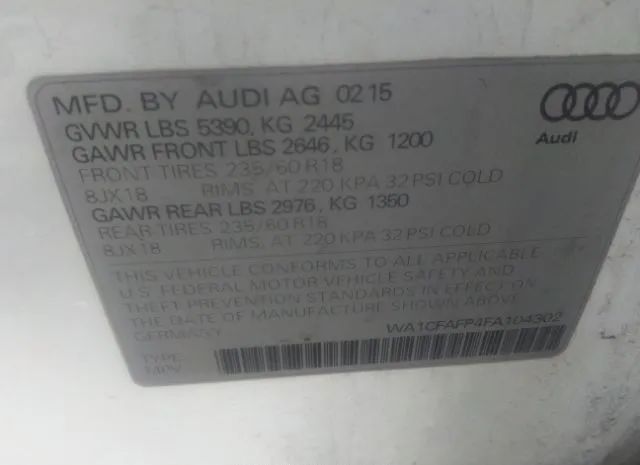 MFD. BY AUDI AG 02 15
GVWR LBS 5390, KG 2445
GAWR FRONT LBS 2646, KG 1200
FRONT TIRES 235/60 R18
8JX18 RIMS, AT 220 KPA 32 PSI COLD
GAWR REAR LBS 2976, KG 1350
REAR TIRES 235/60 R18
8JX18 RIMS, AT 220 KPA 32 PSI COLD
THIS VEHICLE CONFORMS TO ALL APPLICABLE
U.S. FEDERAL MOTOR VEHICLE SAFETY AND
THEFT PREVENTION STANDARDS IN EFFECT ON
THE DATE OF MANUFACTURE SHOWN ABOVE.
GERMANY
WA1CFAFP4FA104302
TYPE:
MPV
Audi